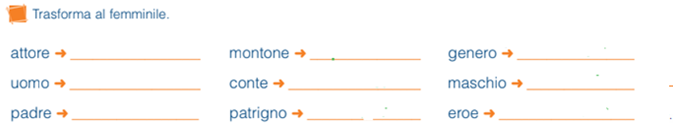 Trasforma al femminile.
attore → montone → genero →
uomo → conte → maschio →
padre → patrigno → eroe →